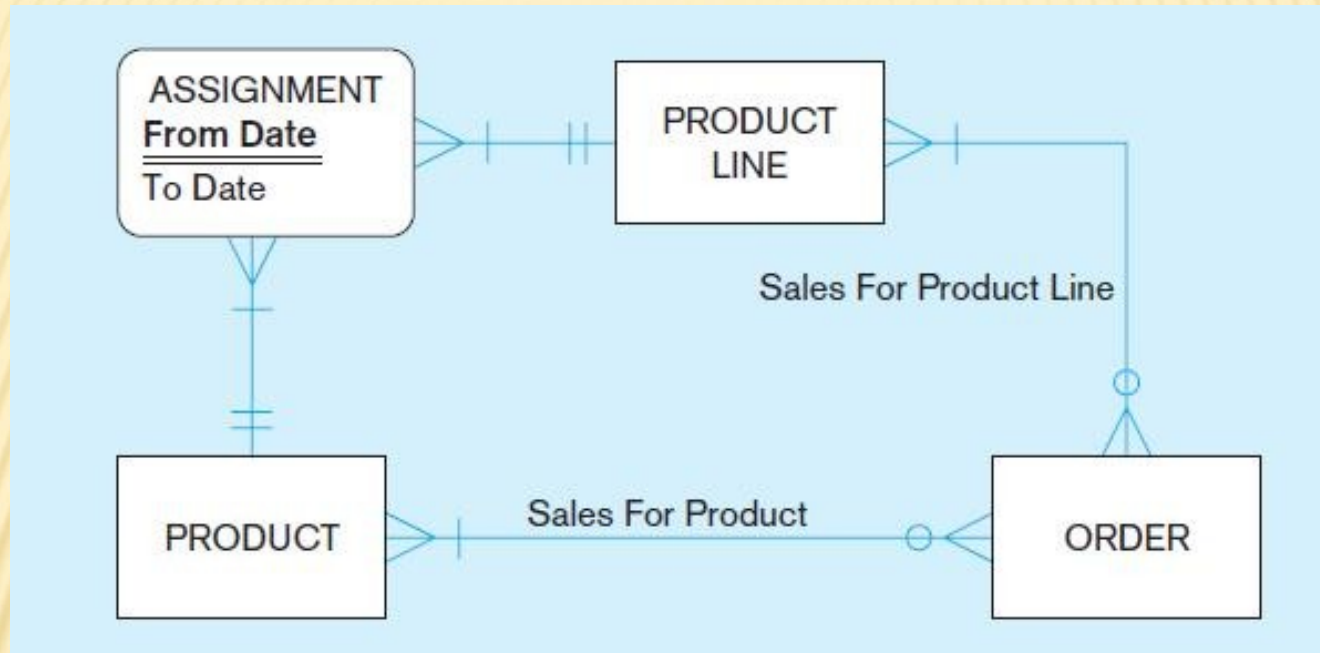 ASSIGNMENT
From Date
To Date
PRODUCT
LINE
Sales For Product Line
PRODUCT
Sales For Product
ORDER